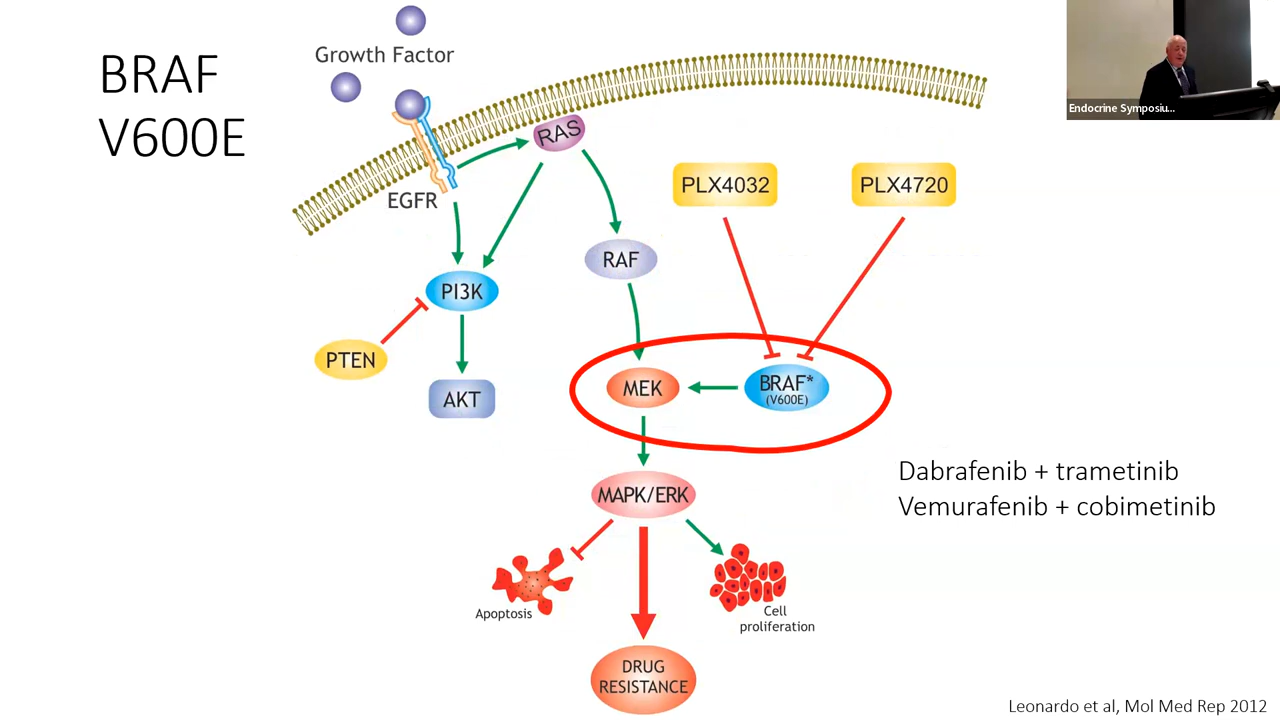 BRAF
V600E
Growth Factor
EGFR
RAS
PLX4032
PLX4720
RAF
PI3K
PTEN
AKT
MEK
BRAF*
(V600E)
MAPK/ERK
Apoptosis
Cell
proliferation
DRUG
RESISTANCE
Dabrafenib + trametinib
Vemurafenib + cobimetinib
Leonardo et al, Mol Med Rep 2012
Endocrine Symposiu...